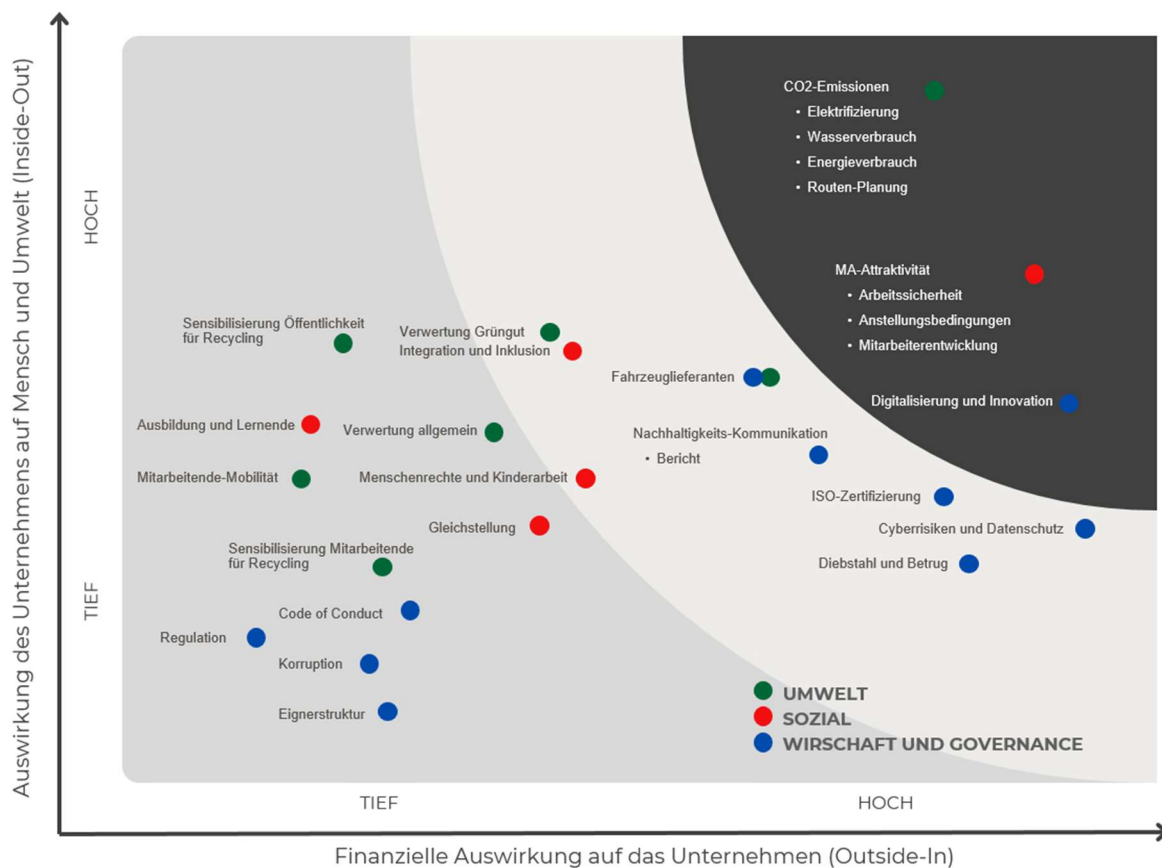 Auswirkung des Unternehmens auf Mensch und Umwelt (Inside-Out)
HOCH
TIEF
CO2-Emissionen
• Elektrifizierung
• Wasserverbrauch
• Energieverbrauch
• Routen-Planung
MA-Attraktivität
• Arbeitssicherheit
• Anstellungsbedingungen
• Mitarbeiterentwicklung
Sensibilisierung Öffentlichkeit
für Recycling
Verwertung Grüngut
Integration und Inklusion
Fahrzeuglieferanten
Digitalisierung und Innovation
Ausbildung und Lernende
Verwertung allgemein
Nachhaltigkeits-Kommunikation
• Bericht
Mitarbeitende-Mobilität
Menschenrechte und Kinderarbeit
ISO-Zertifizierung
Gleichstellung
Cyberrisiken und Datenschutz
Sensibilisierung Mitarbeitende
für Recycling
Diebstahl und Betrug
Code of Conduct
Regulation
Korruption
Eignerstruktur
UMWELT
SOZIAL
WIRSCHAFT UND GOVERNANCE
TIEF
HOCH
Finanzielle Auswirkung auf das Unternehmen (Outside-In)